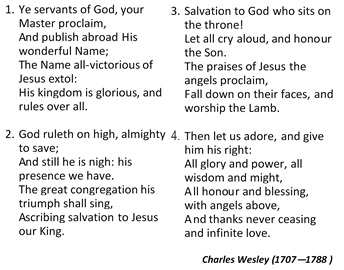 1. Ye servants of God, your
Master proclaim,
And publish abroad His
wonderful Name;
The Name all-victorious of
Jesus extol:
His kingdom is glorious, and
rules over all.
2. God ruleth on high, almighty
to save;
And still he is nigh: his
presence we have.
The great congregation his
triumph shall sing,
Ascribing salvation to Jesus
our King.
3. Salvation to God who sits on
the throne!
Let all cry aloud, and honour
the Son.
The praises of Jesus the
angels proclaim,
Fall down on their faces, and
worship the Lamb.
4. Then let us adore, and give
him his right:
All glory and power, all
wisdom and might,
All honour and blessing,
with angels above,
And thanks never ceasing
and infinite love.
Charles Wesley (1707—1788 )